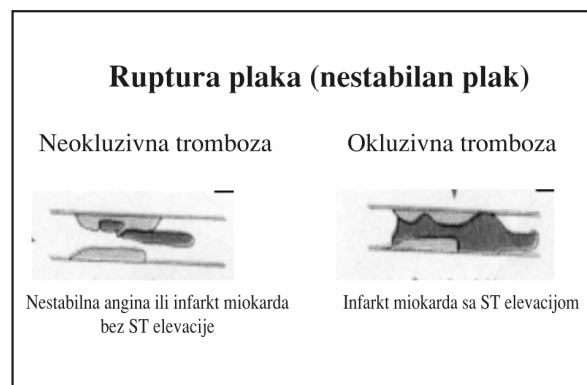 Ruptura plaka (nestabilan plak)
Neokluzivna tromboza
Okluzivna tromboza
Nestabilna angina ili infarkt miokarda
bez ST elevacije
Infarkt miokarda sa ST elevacijom